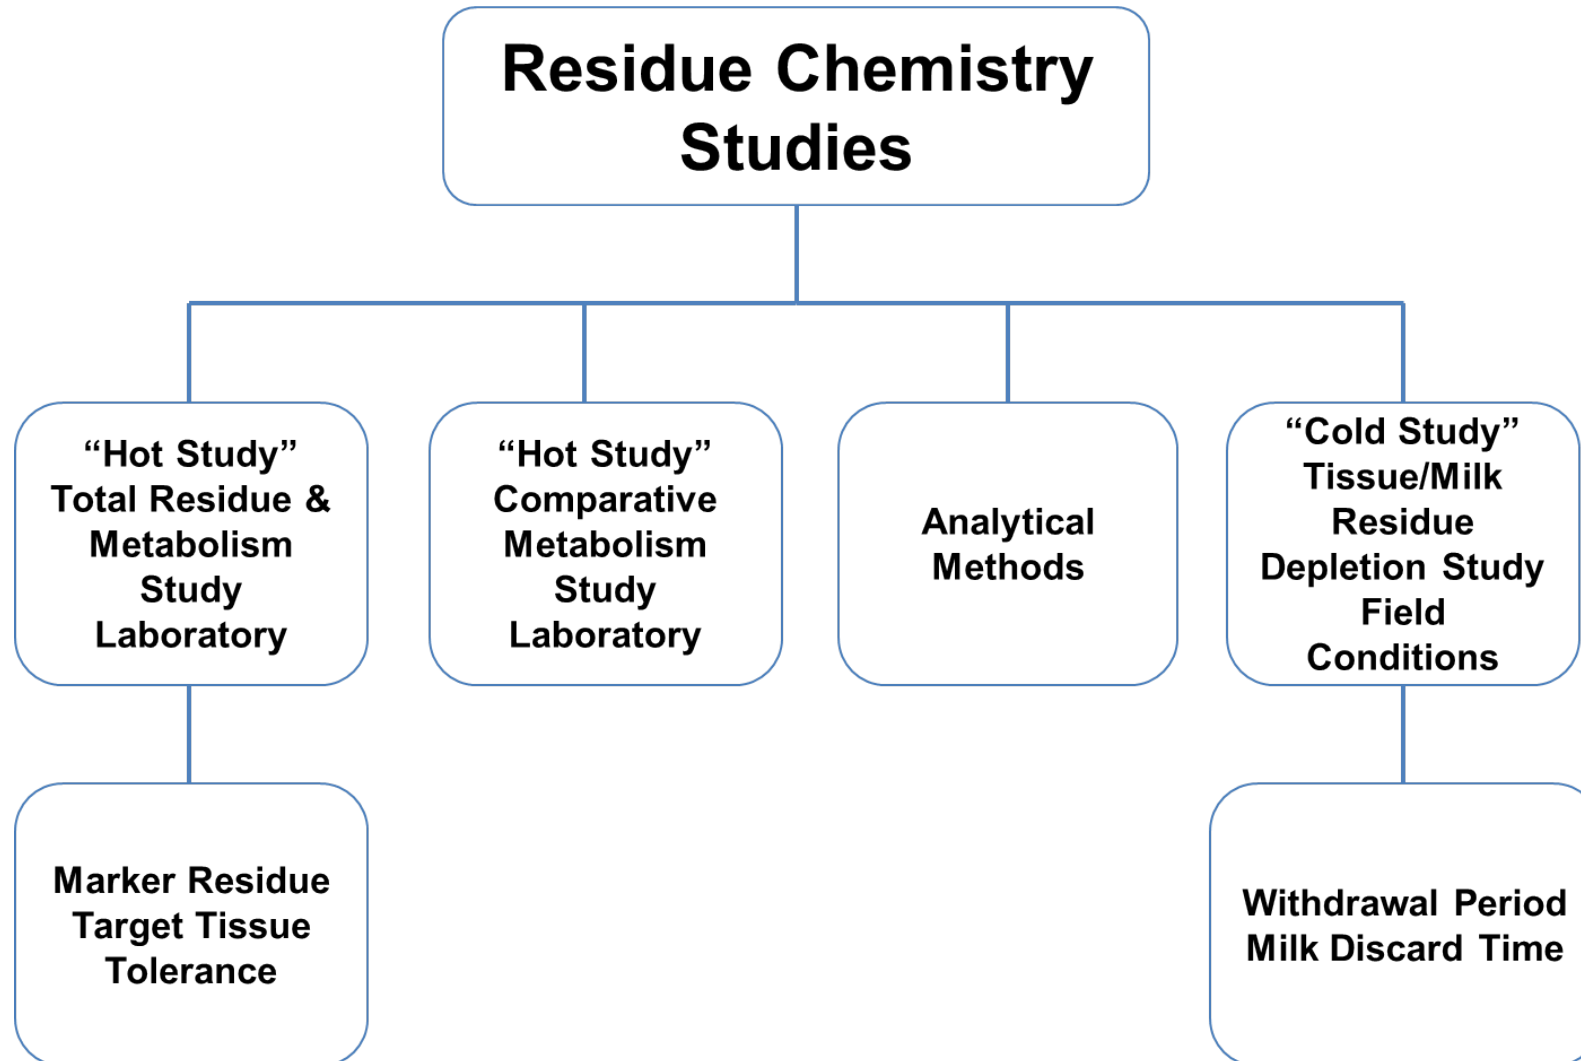 Residue Chemistry
Studies
“Hot Study”
Total Residue &
Metabolism
Study
Laboratory
“Hot Study”
Comparative
Metabolism
Study
Laboratory
Analytical
Methods
“Cold Study”
Tissue/Milk
Residue
Depletion Study
Field
Conditions
Marker Residue
Target Tissue
Tolerance
Withdrawal Period
Milk Discard Time